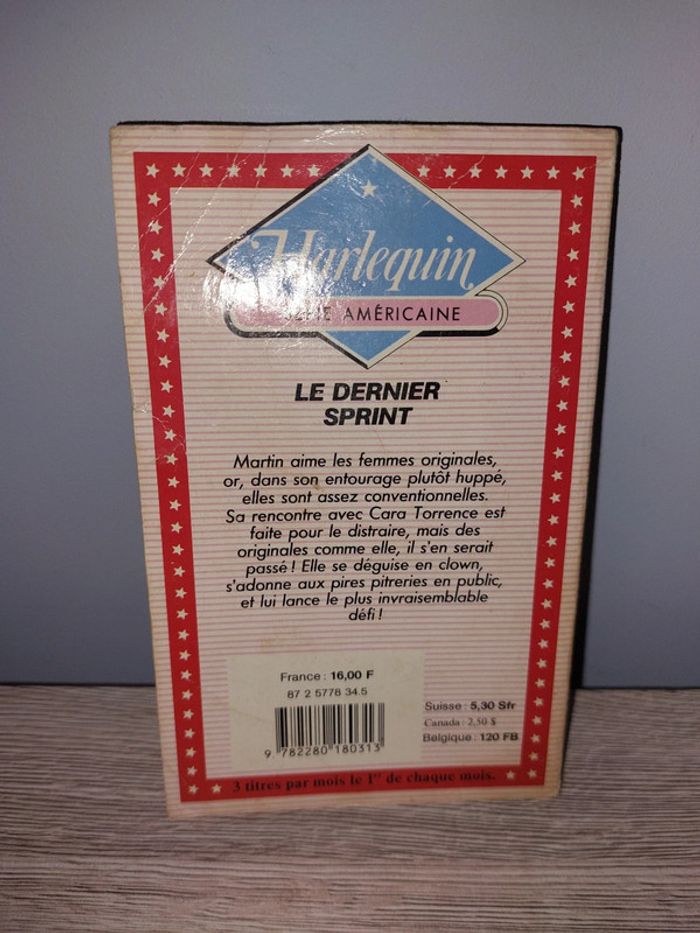 Harlequin
SÉRIE AMÉRICAINE
LE DERNIER
SPRINT
Martin aime les femmes originales,
or, dans son entourage plutôt huppé,
elles sont assez conventionnelles.
Sa rencontre avec Cara Torrence est
faite pour le distraire, mais des
originales comme elle, il s'en serait
passé ! Elle se déguise en clown,
s'adonne aux pires pitreries en public,
et lui lance le plus invraisemblable
défi !
France : 16,00 F
87 2 5778 34.5
9 782280 180313
Suisse : 5,30 Sfr
Canada : 2,50 $
Belgique : 120 FB
3 titres par mois le 1er de chaque mois.